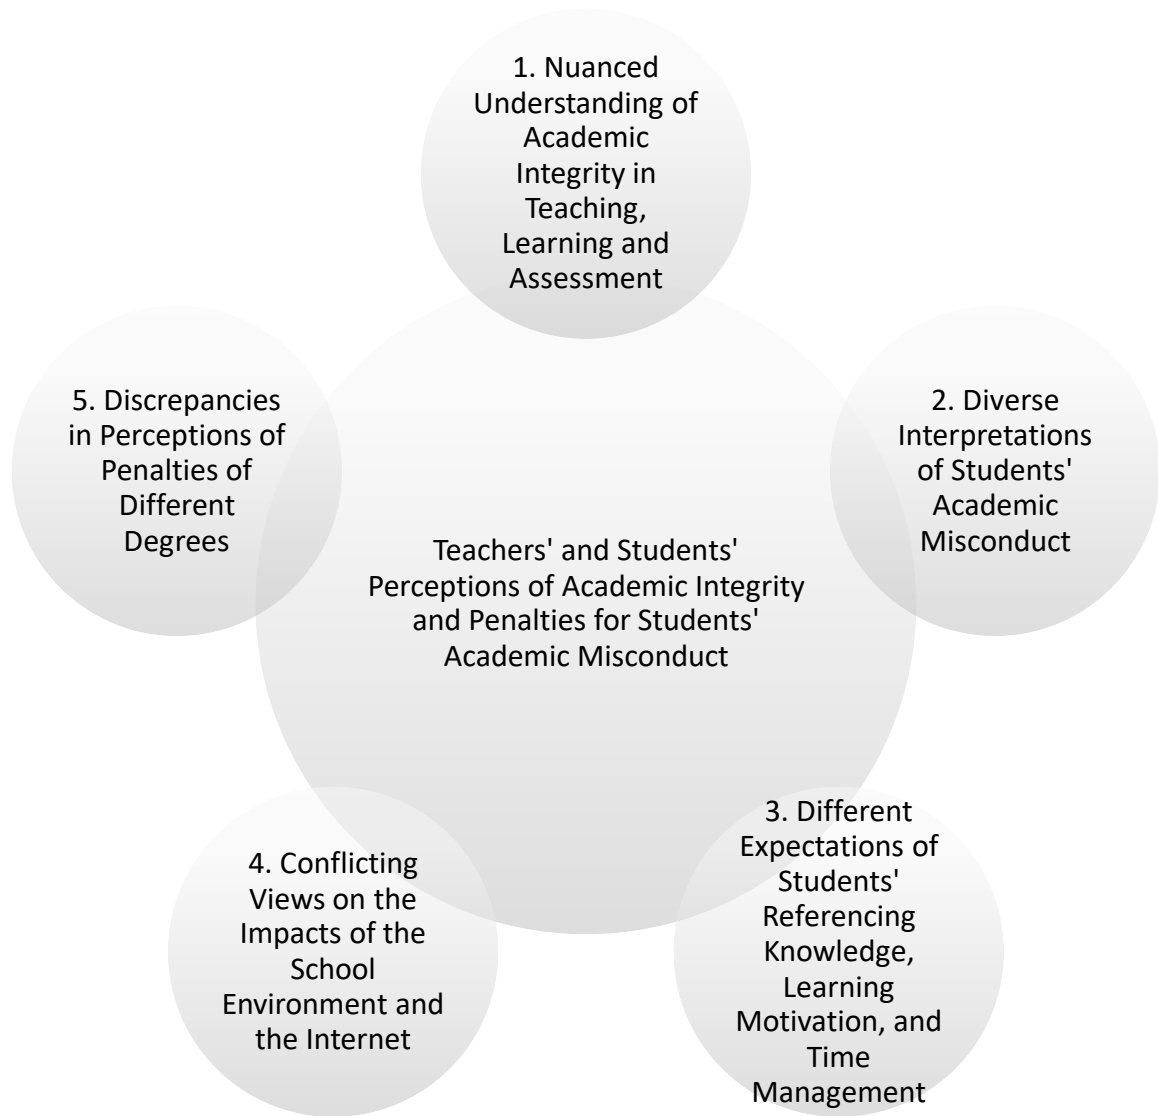 1. Nuanced
Understanding of
Academic
Integrity in
Teaching,
Learning and
Assessment
2. Diverse
Interpretations
of Students'
Academic
Misconduct
3. Different
Expectations of
Students'
Referencing
Knowledge,
Learning
Motivation, and
Time
Management
4. Conflicting
Views on the
Impacts of the
School
Environment and
the Internet
5. Discrepancies
in Perceptions of
Penalties of
Different
Degrees
Teachers' and Students'
Perceptions of Academic Integrity
and Penalties for Students'
Academic Misconduct